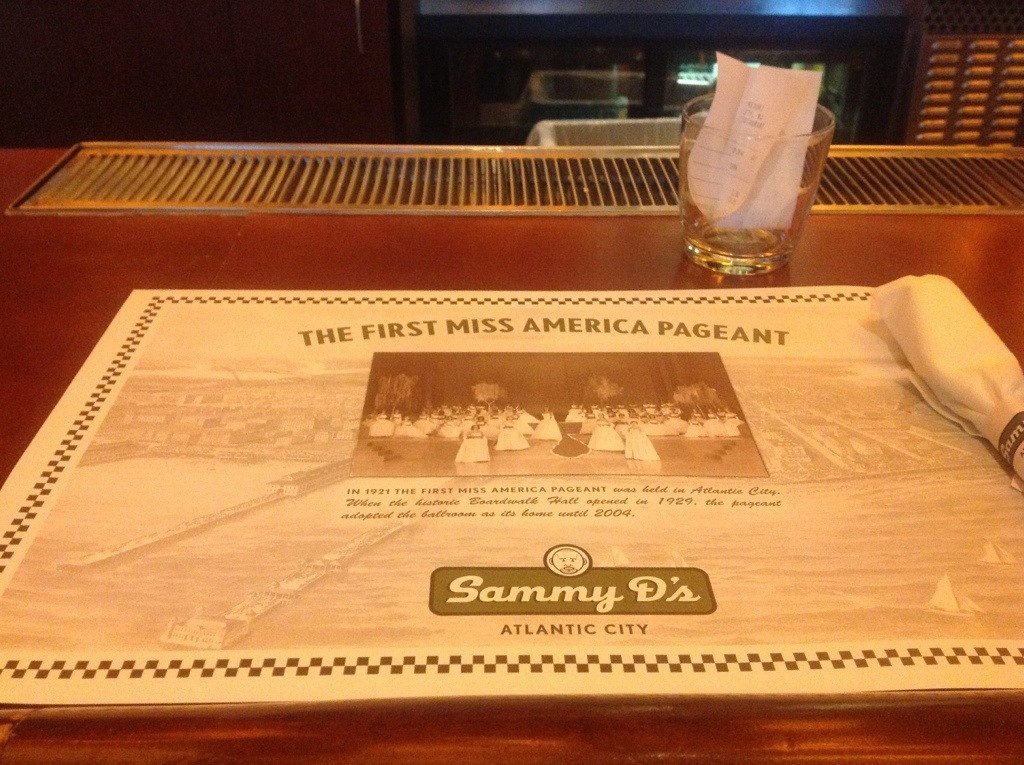 THE FIRST MISS AMERICA PAGEANT
IN 1921 THE FIRST MISS AMERICA PAGEANT was held in Atlantic City.
When the historic Boardwalk Hall opened in 1929, the pageant
adopted the ballroom as its home until 2004.
Sammy D's
ATLANTIC CITY